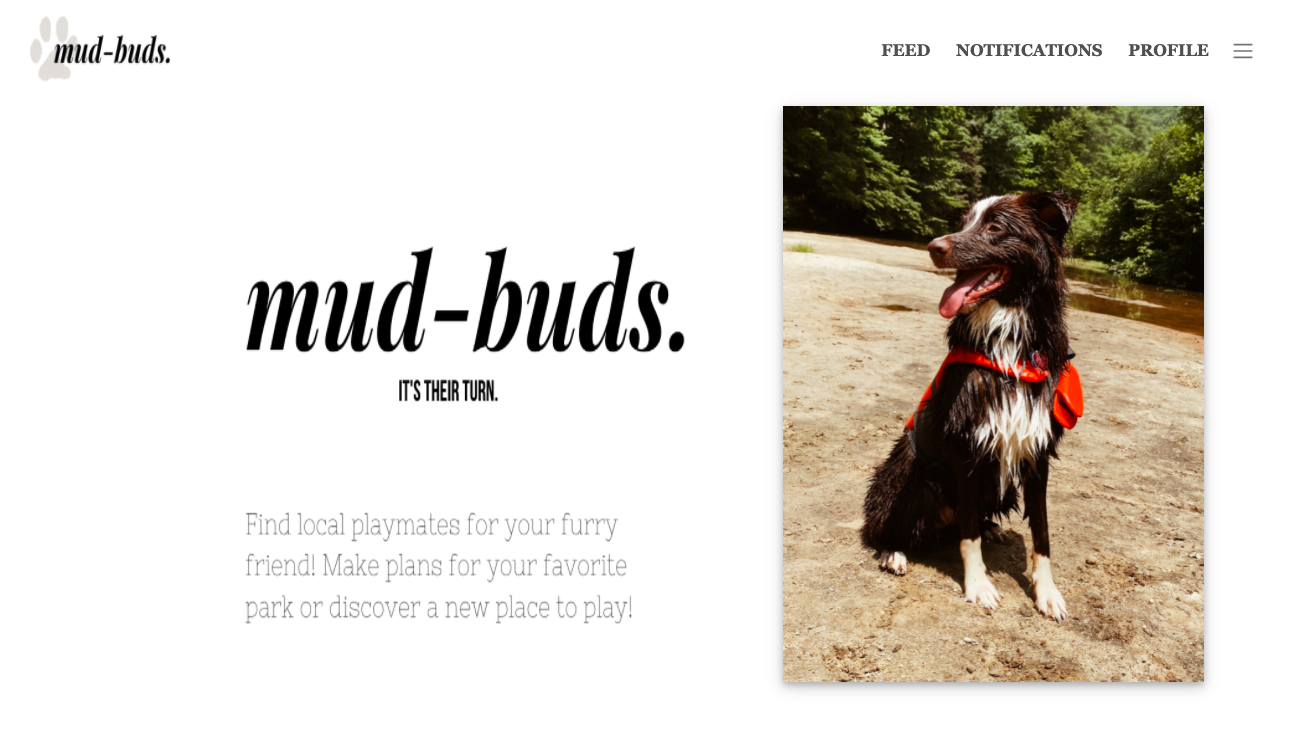 mud-buds.
FEED NOTIFICATIONS PROFILE
mud-buds.
IT'S THEIR TURN.
Find local playmates for your furry
friend! Make plans for your favorite
park or discover a new place to play!